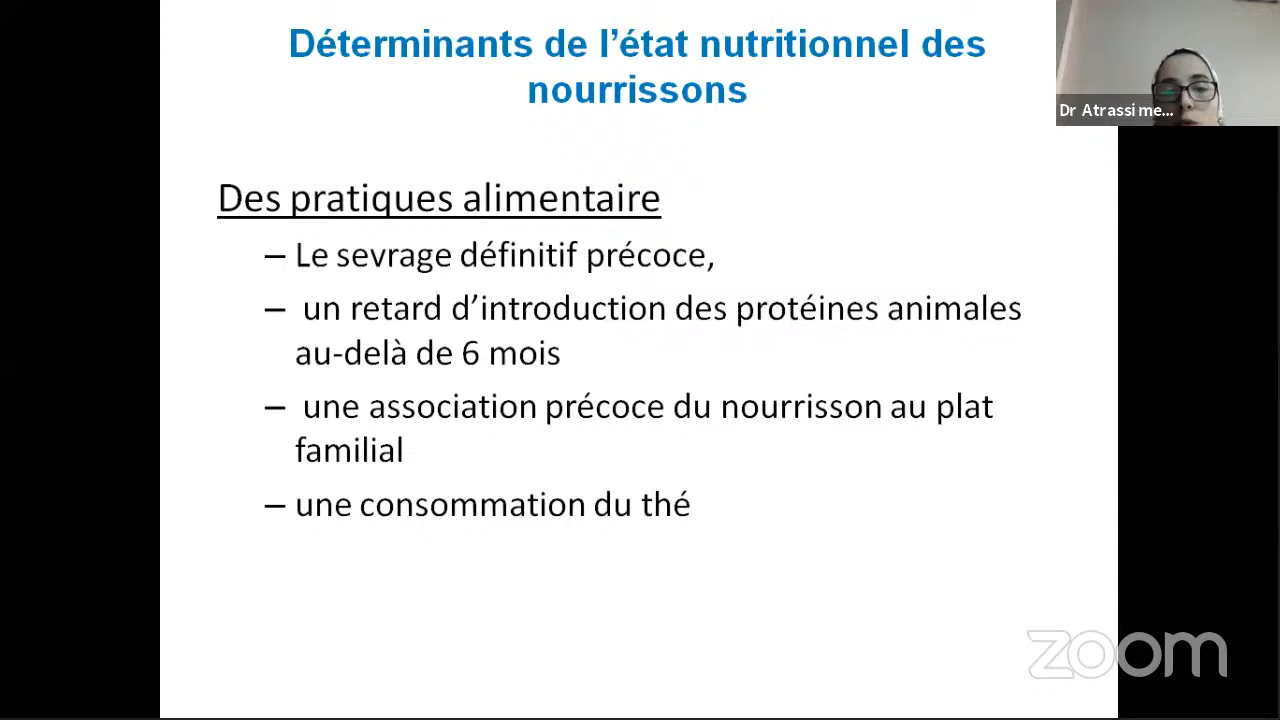 Déterminants de l’état nutritionnel des
nourrissons
Dr Atrassi me...
Des pratiques alimentaire
– Le sevrage définitif précoce,
– un retard d’introduction des protéines animales
au-delà de 6 mois
– une association précoce du nourrisson au plat
familial
– une consommation du thé
zoom